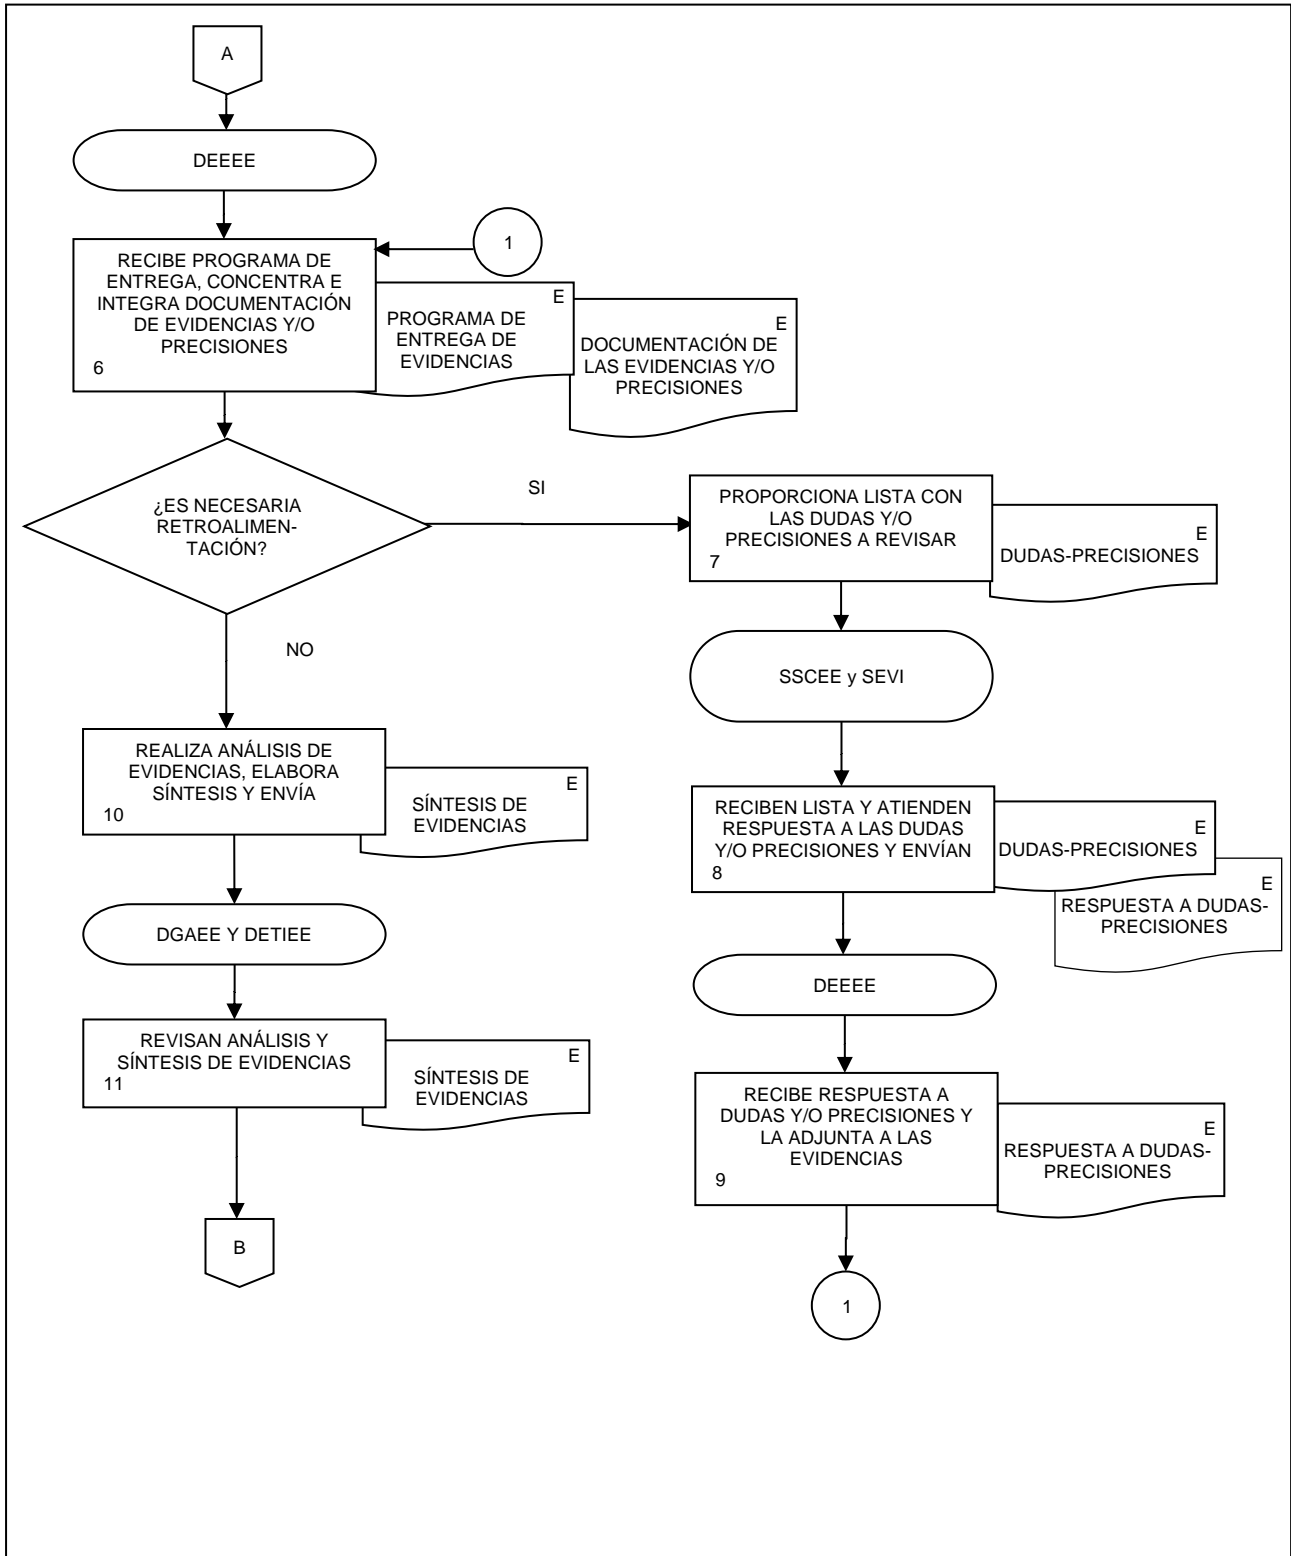 A
DEEEE
1
RECIBE PROGRAMA DE
ENTREGA, CONCENTRA E
INTEGRA DOCUMENTACIÓN
DE EVIDENCIAS Y/O
PRECISIONES
6
E
PROGRAMA DE
ENTREGA DE
EVIDENCIAS
E
DOCUMENTACIÓN DE
LAS EVIDENCIAS Y/O
PRECISIONES
¿ES NECESARIA
RETROALIMEN-
TACIÓN?
SI
NO
PROPORCIONA LISTA CON
LAS DUDAS Y/O
PRECISIONES A REVISAR
7
E
DUDAS-PRECISIONES
SSCEE y SEVI
RECIBEN LISTA Y ATIENDEN
RESPUESTA A LAS DUDAS
Y/O PRECISIONES Y ENVÍAN
8
E
DUDAS-PRECISIONES
E
RESPUESTA A DUDAS-
PRECISIONES
DEEEE
RECIBE RESPUESTA A
DUDAS Y/O PRECISIONES Y
LA ADJUNTA A LAS
EVIDENCIAS
9
E
RESPUESTA A DUDAS-
PRECISIONES
1
REALIZA ANÁLISIS DE
EVIDENCIAS, ELABORA
SÍNTESIS Y ENVÍA
10
E
SÍNTESIS DE
EVIDENCIAS
DGAEE Y DETIEE
REVISAN ANÁLISIS Y
SÍNTESIS DE EVIDENCIAS
11
E
SÍNTESIS DE
EVIDENCIAS
B